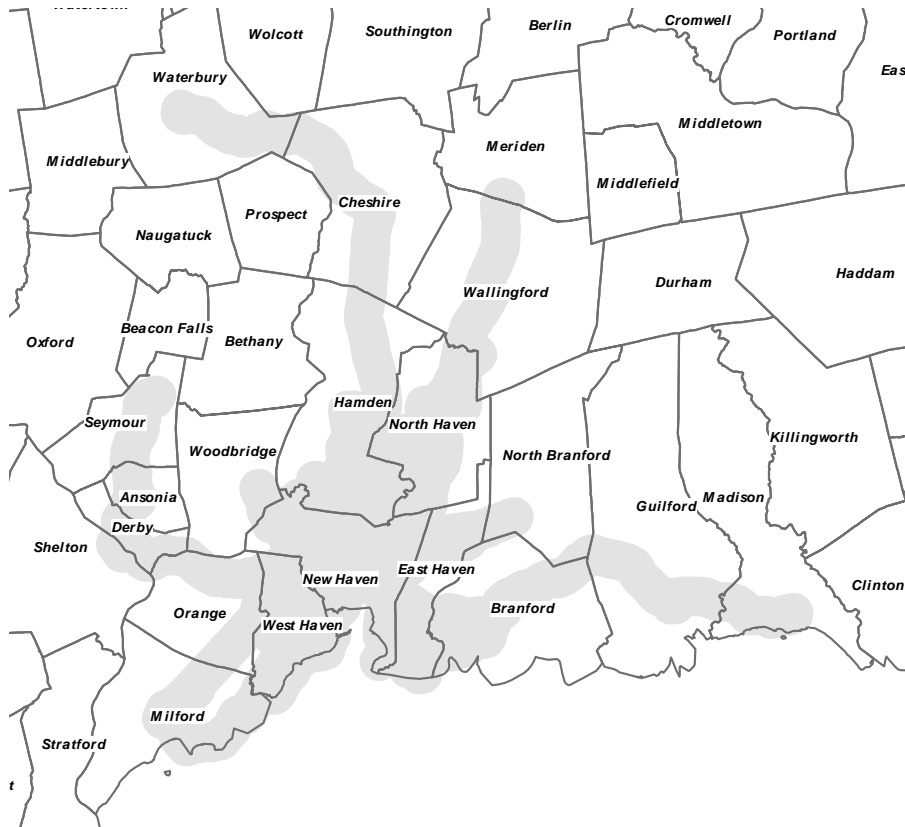 Cromwell
Wolcott
Southington
Berlin
Portland
Eas
Waterbury
Middletown
Meriden
Middlebury
Middlefield
Cheshire
Prospect
Naugatuck
Haddam
Durham
Wallingford
Beacon Falls
Oxford
Bethany
Hamden
Seymour
North Haven
Killingworth
Woodbridge
North Branford
Ansonia
Madison
Guilford
Derby
Shelton
East Haven
New Haven
Clinton
Orange
Branford
West Haven
Milford
Stratford
t